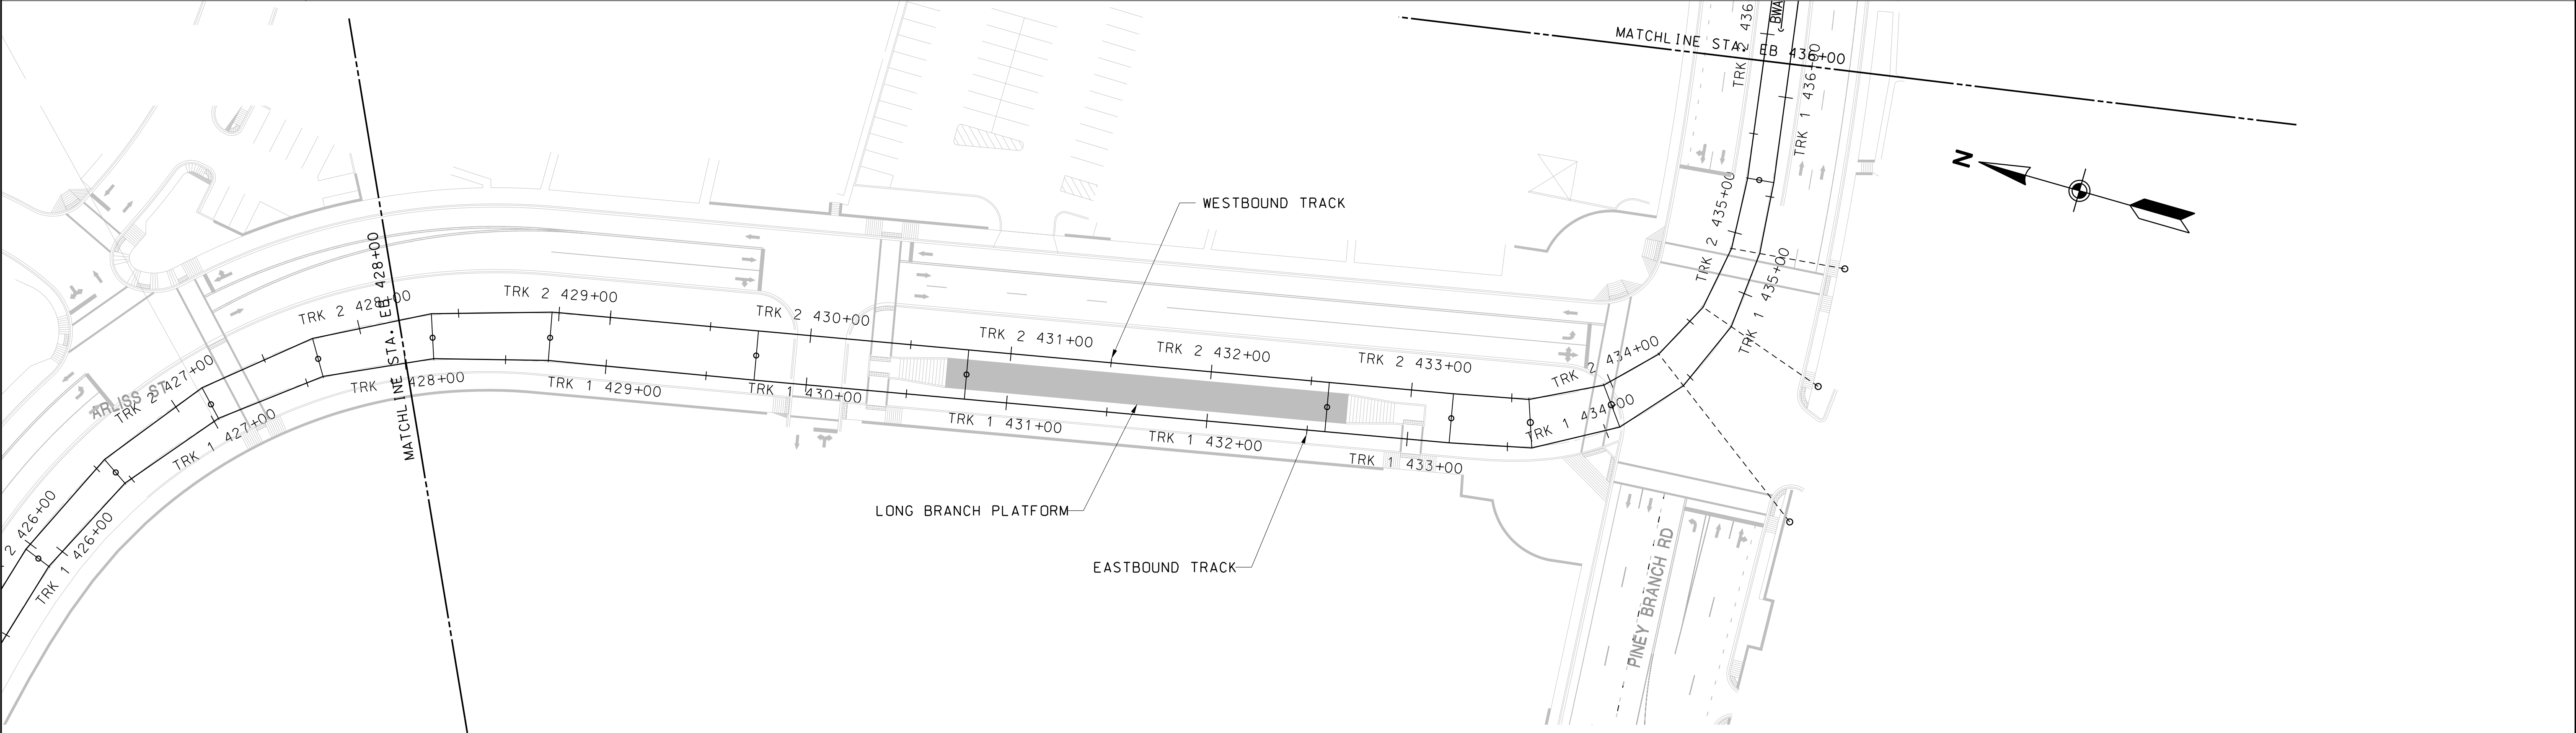 MATCHLINE STA. EB 436+00
TRK 2 436
BWA
TRK 1 436+00
N
WESTBOUND TRACK
TRK 2 435+00
TRK 1 435+00
MATCHLINE STA. EB 428+00
TRK 2 428+00
TRK 2 429+00
TRK 2 430+00
TRK 2 431+00
TRK 2 432+00
TRK 2 433+00
TRK 2 434+00
ARLISS ST
TRK 2 427+00
TRK 1 427+00
TRK 1 428+00
TRK 1 429+00
TRK 1 430+00
TRK 1 431+00
TRK 1 432+00
TRK 1 433+00
TRK 1 434+00
2 426+00
TRK 1 426+00
LONG BRANCH PLATFORM
EASTBOUND TRACK
PINEY BRANCH RD